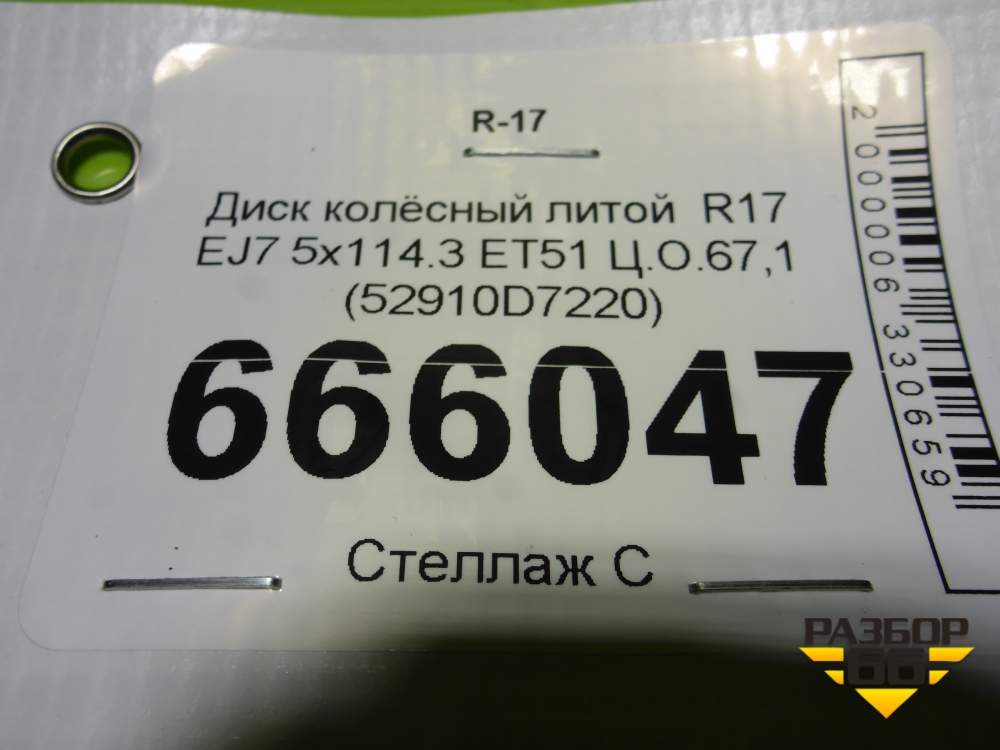 R-17
Диск колёсный литой R17
EJ7 5x114.3 ET51 Ц.О.67,1
(52910D7220)
666047
Стеллаж С
2000006330659
РАЗБОР
66